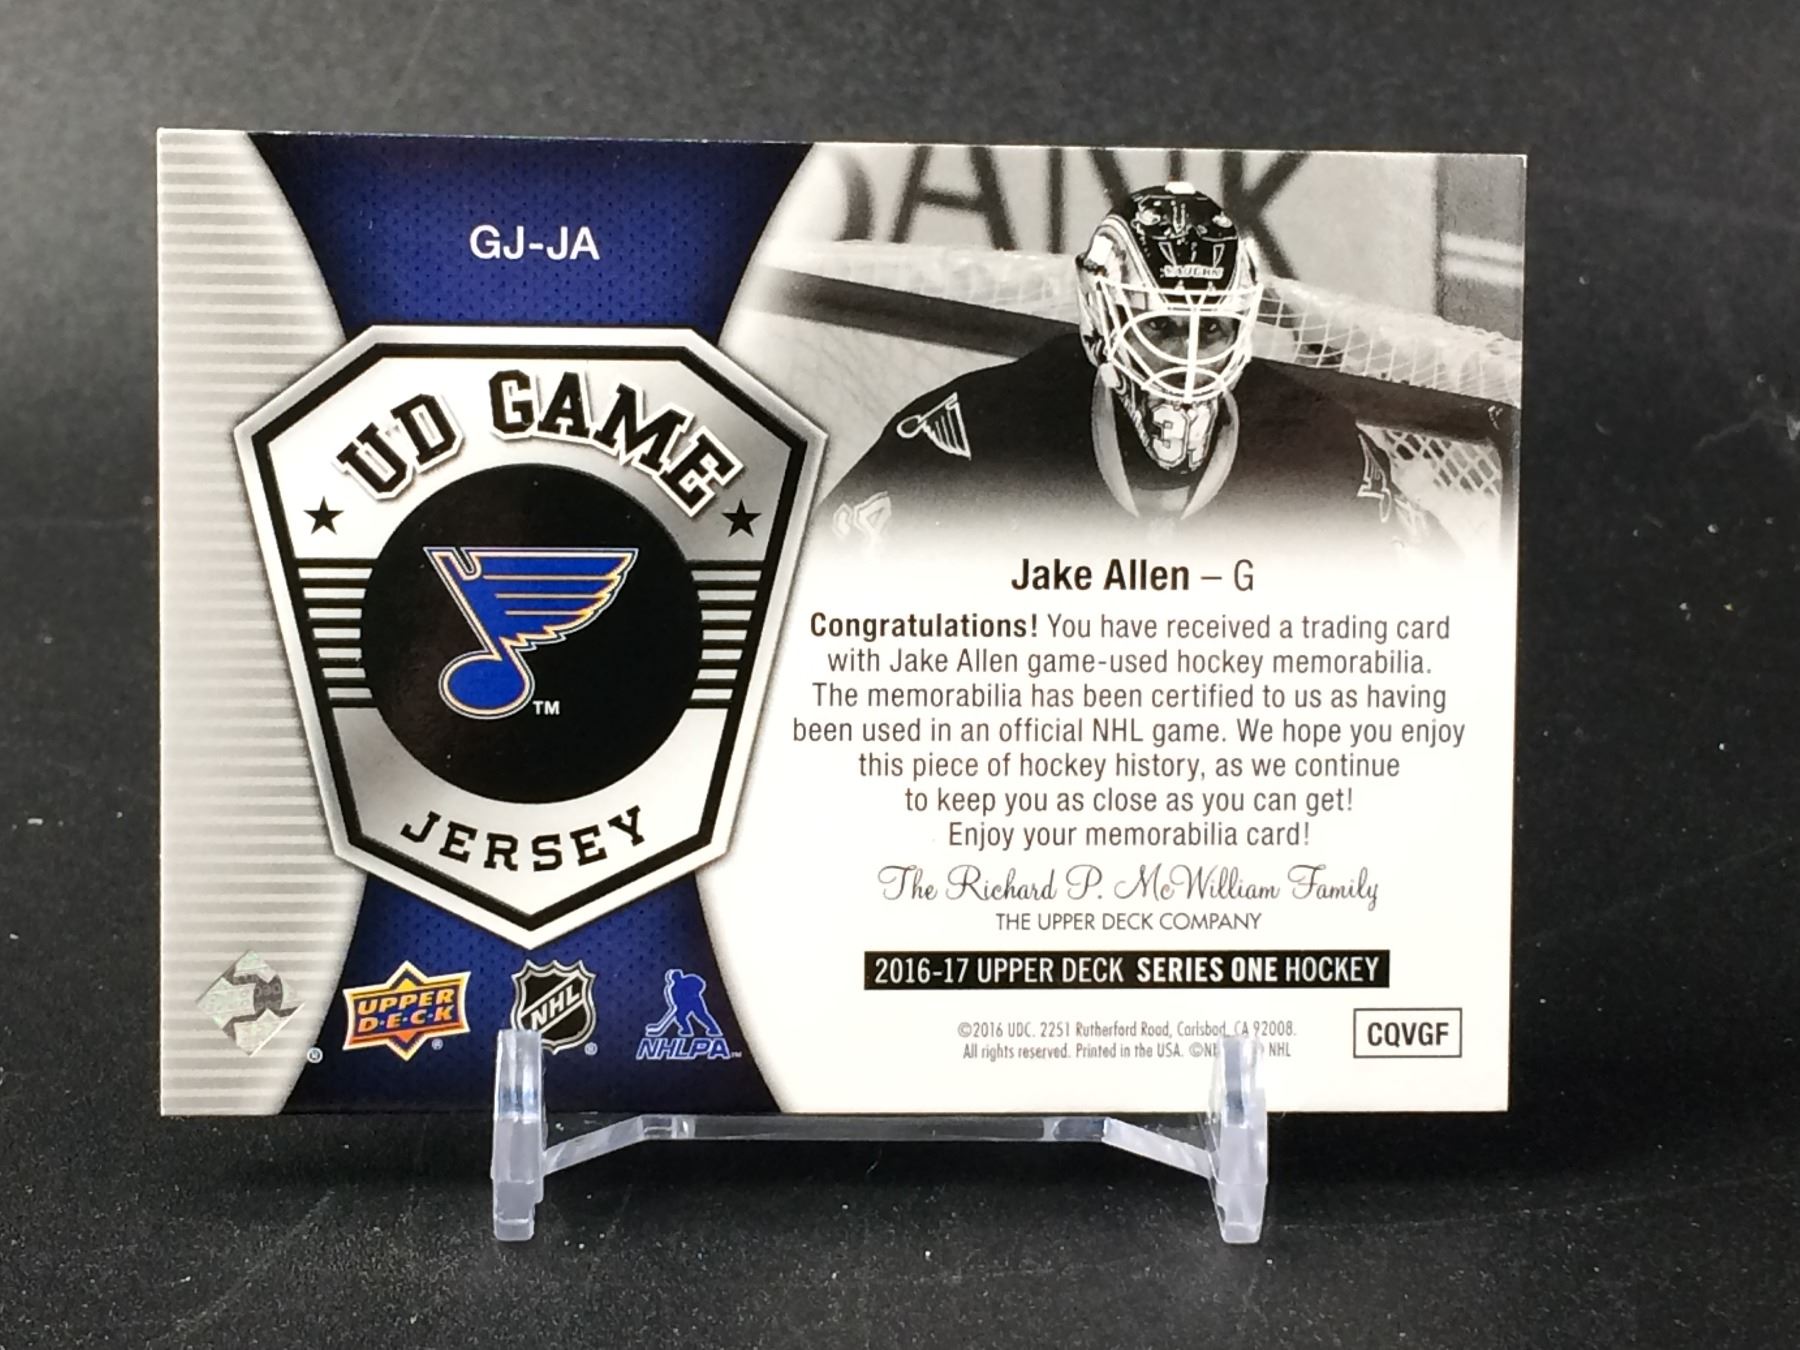 GJ-JA
UD GAME
JERSEY
TM
UPPER
D·E·C·K
®
NHL
®
NHLPA
TM
®
ANK
VAUGHN
Jake Allen – G
Congratulations! You have received a trading card
with Jake Allen game-used hockey memorabilia.
The memorabilia has been certified to us as having
been used in an official NHL game. We hope you enjoy
this piece of hockey history, as we continue
to keep you as close as you can get!
Enjoy your memorabilia card!
The Richard P. McWilliam Family
THE UPPER DECK COMPANY
2016-17 UPPER DECK SERIES ONE HOCKEY
©2016 UDC. 2251 Rutherford Road, Carlsbad, CA 92008.
All rights reserved. Printed in the USA. NHL
CQVGF